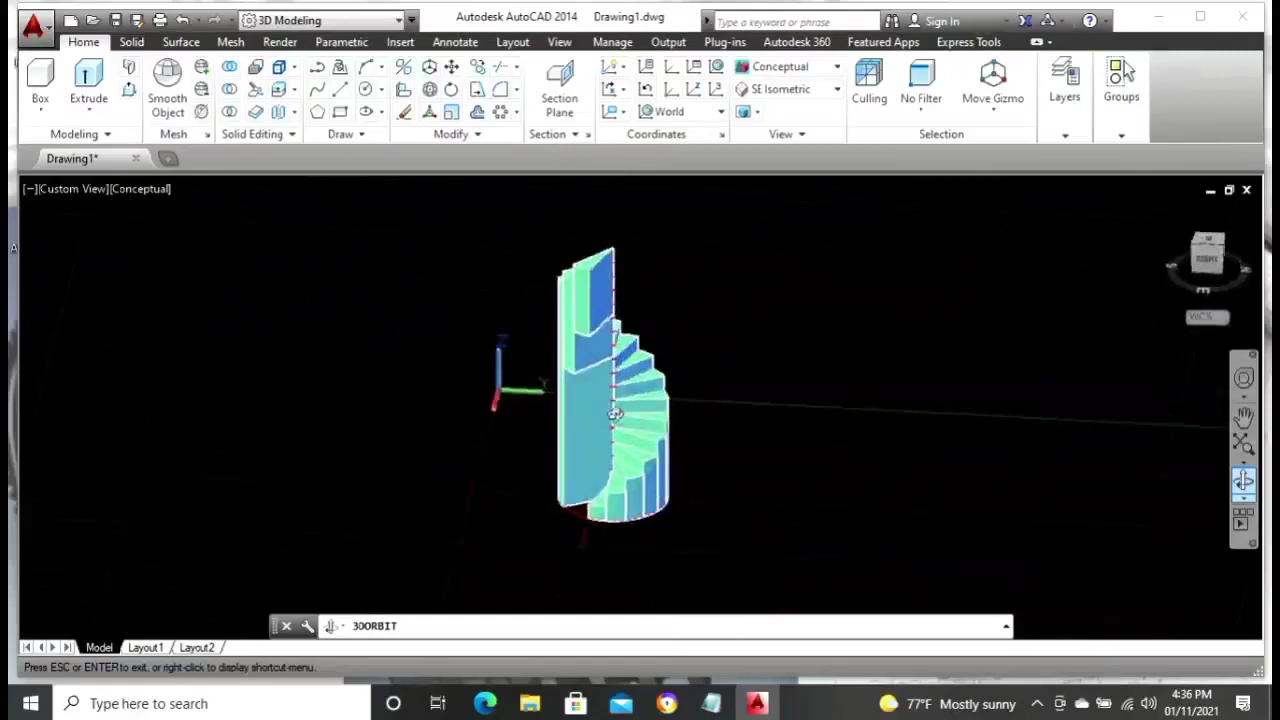 3D Modeling
Autodesk AutoCAD 2014 Drawing1.dwg
Type a keyword or phrase
Sign In
Home Solid Surface Mesh Render Parametric Insert Annotate Layout View Manage Output Plug-ins Autodesk 360 Featured Apps Express Tools
Box
Extrude
Smooth
Object
Section
Plane
World
Conceptual
SE Isometric
Culling
No Filter
Move Gizmo
Layers
Groups
Modeling Mesh Solid Editing Draw Modify Section Coordinates View Selection
Drawing1*
[−][Custom View][Conceptual]
RIGHT
E
WCS
Z
Y
3DORBIT
Model Layout1 Layout2
Press ESC or ENTER to exit, or right-click to display shortcut-menu.
Type here to search
77°F Mostly sunny
4:36 PM
01/11/2021